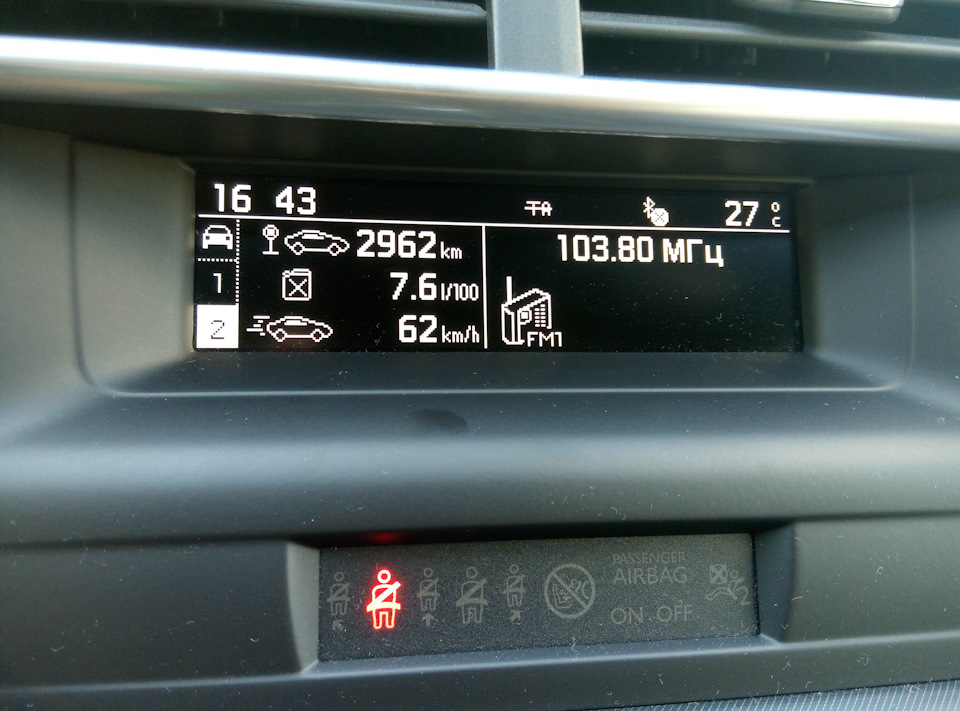 16 43 TA 27 °C
2962 km
103.80 МГц
1
7.6 l/100
2
62 km/h
FM1
PASSENGER
AIRBAG
ON OFF
2